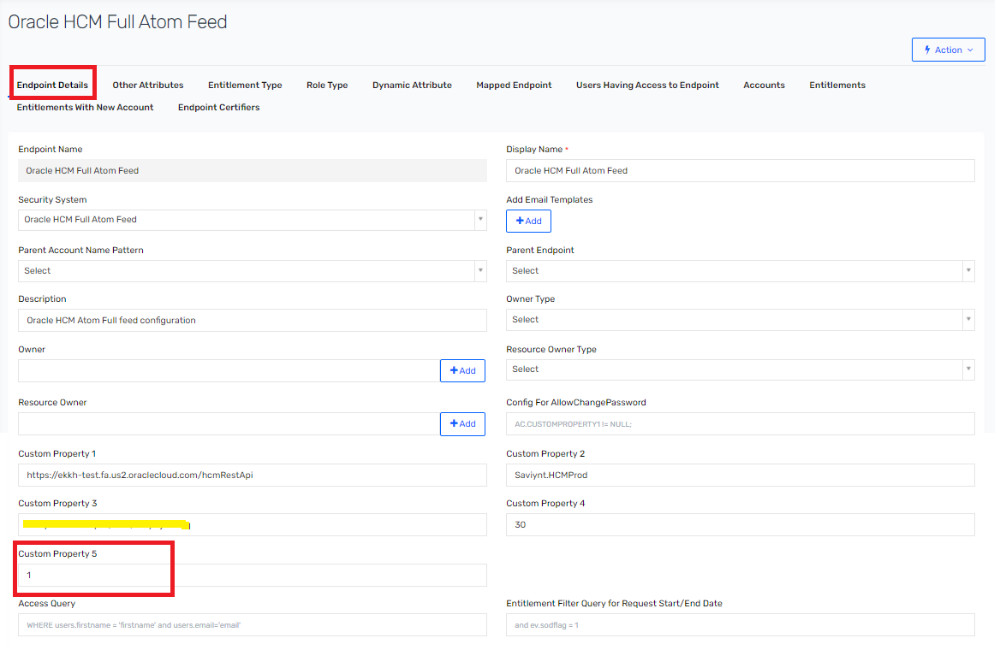 Oracle HCM Full Atom Feed
Action
Endpoint Details Other Attributes Entitlement Type Role Type Dynamic Attribute Mapped Endpoint Users Having Access to Endpoint Accounts Entitlements
Entitlements With New Account Endpoint Certifiers
Endpoint Name Display Name *
Oracle HCM Full Atom Feed Oracle HCM Full Atom Feed
Security System Add Email Templates
Oracle HCM Full Atom Feed + Add
Parent Account Name Pattern Parent Endpoint
Select Select
Description Owner Type
Oracle HCM Atom Full feed configuration Select
Owner Resource Owner Type
+ Add Select
Resource Owner Config For AllowChangePassword
+ Add AC.CUSTOMPROPERTY1 != NULL;
Custom Property 1 Custom Property 2
https://ekkh-test.fa.us2.oraclecloud.com/hcmRestApi Saviynt.HCMProd
Custom Property 3 Custom Property 4
30
Custom Property 5
1
Access Query Entitlement Filter Query for Request Start/End Date
WHERE users.firstname = 'firstname' and users.email='email' and ev.sodflag = 1